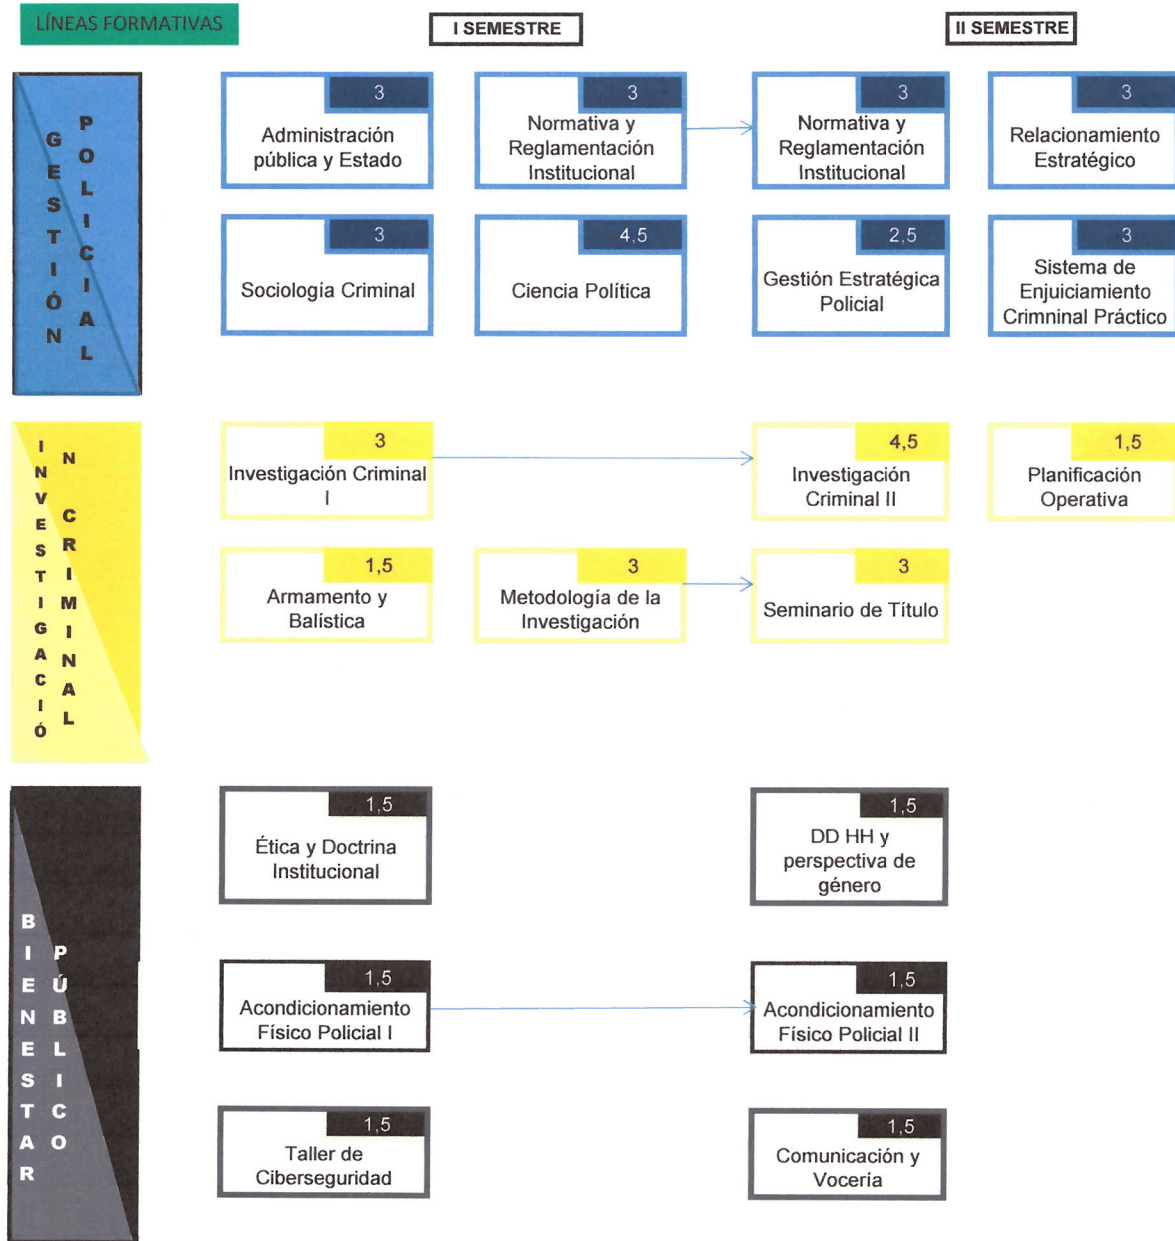 LÍNEAS FORMATIVAS
I SEMESTRE
II SEMESTRE
GESTIÓN
POLICIAL
3
Administración
pública y Estado
3
Normativa y
Reglamentación
Institucional
3
Normativa y
Reglamentación
Institucional
3
Relacionamiento
Estratégico
3
Sociología Criminal
4,5
Ciencia Política
2,5
Gestión Estratégica
Policial
3
Sistema de
Enjuiciamiento
Crimninal Práctico
INVESTIGACIÓ
N CRIMINAL
3
Investigación Criminal
I
4,5
Investigación
Criminal II
1,5
Planificación
Operativa
1,5
Armamento y
Balística
3
Metodología de la
Investigación
3
Seminario de Título
BIENESTAR
PÚBLICO
1,5
Ética y Doctrina
Institucional
1,5
DD HH y
perspectiva de
género
1,5
Acondicionamiento
Físico Policial I
1,5
Acondicionamiento
Físico Policial II
1,5
Taller de
Ciberseguridad
1,5
Comunicación y
Vocería